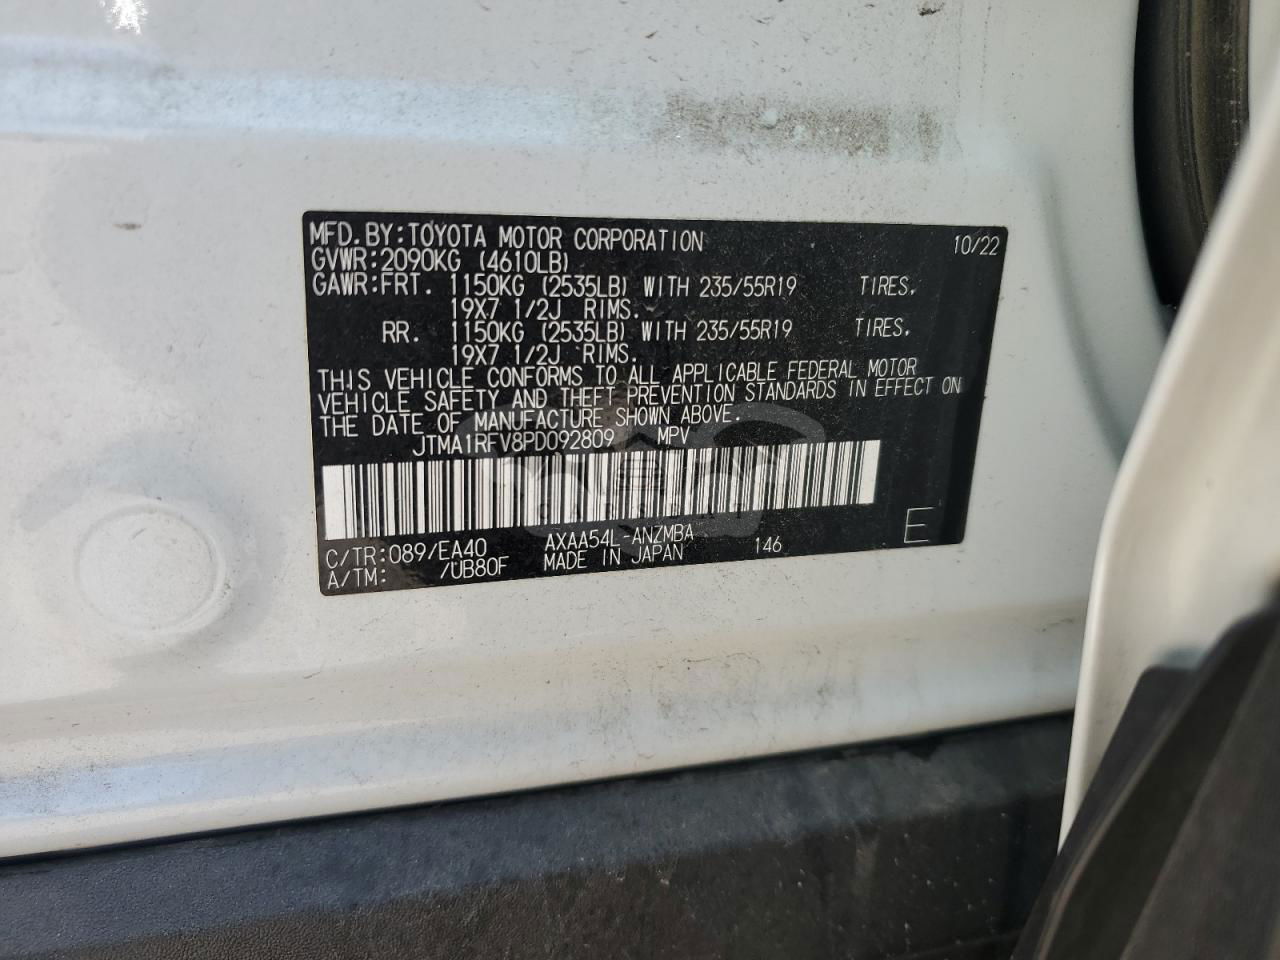 MFD. BY: TOYOTA MOTOR CORPORATION 10/22
GVWR: 2090KG (4610LB)
GAWR: FRT. 1150KG (2535LB) WITH 235/55R19 TIRES,
19X7 1/2J RIMS.
RR. 1150KG (2535LB) WITH 235/55R19 TIRES,
19X7 1/2J RIMS.
THIS VEHICLE CONFORMS TO ALL APPLICABLE FEDERAL MOTOR
VEHICLE SAFETY AND THEFT PREVENTION STANDARDS IN EFFECT ON
THE DATE OF MANUFACTURE SHOWN ABOVE.
JTMA1RFV8PD092809 MPV
C/TR: 089/EA40 AXAA54L-ANZMBA 146 E
A/TM: /UB80F MADE IN JAPAN